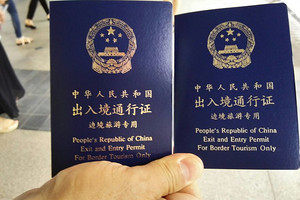 中华人民共和国
出入境通行证
边境旅游专用
People's Republic of China
Exit and Entry Permit
For Border Tourism Only
中华人民共和国
出入境通行证
边境旅游专用
People's Republic of China
Exit and Entry Permit
For Border Tourism Only